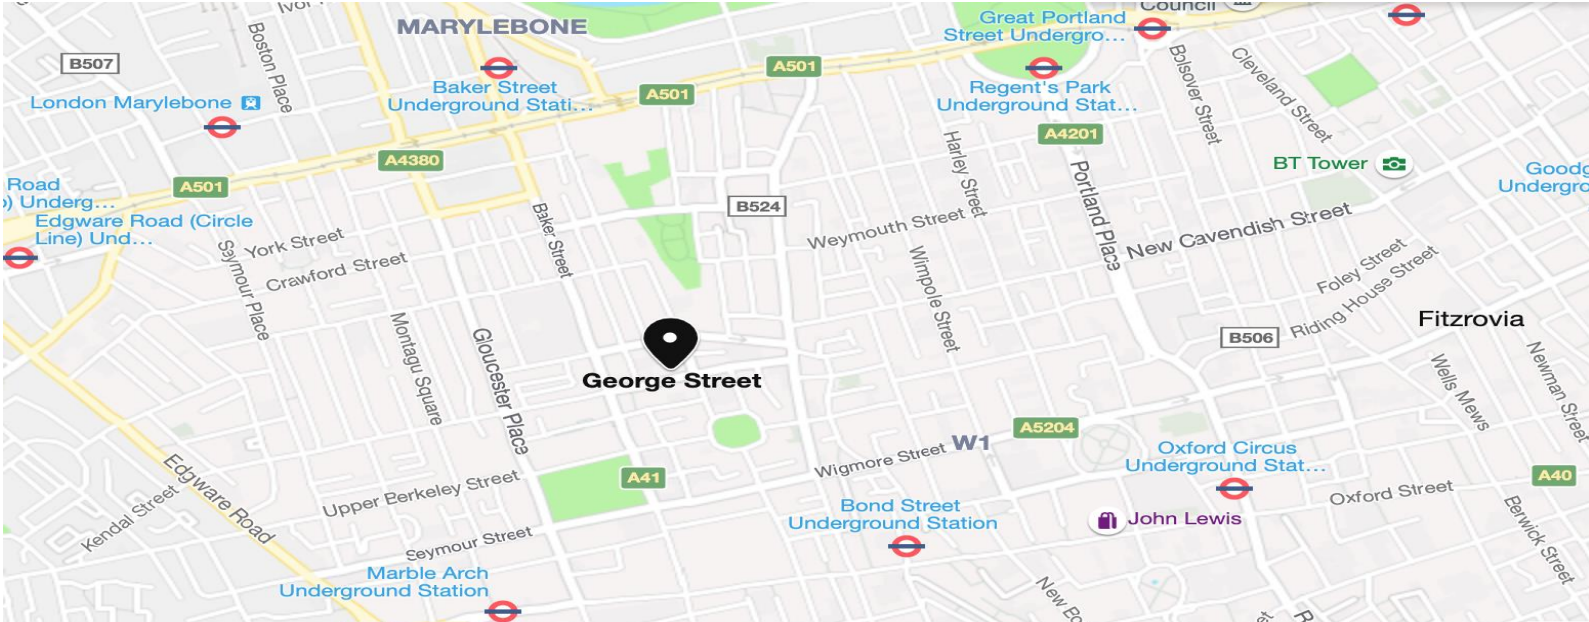 Ivor
Council
MARYLEBONE
Great Portland
Street Undergro...
B507
Boston Place
A501
Baker Street
Underground Stati...
A501
Regent's Park
Underground Stat...
Bolsover Street
Cleveland Street
London Marylebone
A4380
A4201
Harley Street
BT Tower
Portland Place
Goodg
Undergro
Road
) Underg...
A501
Edgware Road (Circle
Line) Und...
B524
Baker Street
Weymouth Street
New Cavendish Street
York Street
Crawford Street
Seymour Place
Wimpole Street
Foley Street
Riding House Street
Montagu Square
Gloucester Place
B506
Fitzrovia
George Street
Wells Mews
Newman Street
A5204
W1
Wigmore Street
Oxford Circus
Underground Stat...
A41
A40
Edgware Road
Upper Berkeley Street
Oxford Street
Kendal Street
Bond Street
Underground Station
John Lewis
Berwick Street
Seymour Street
Marble Arch
Underground Station
New Bo
R